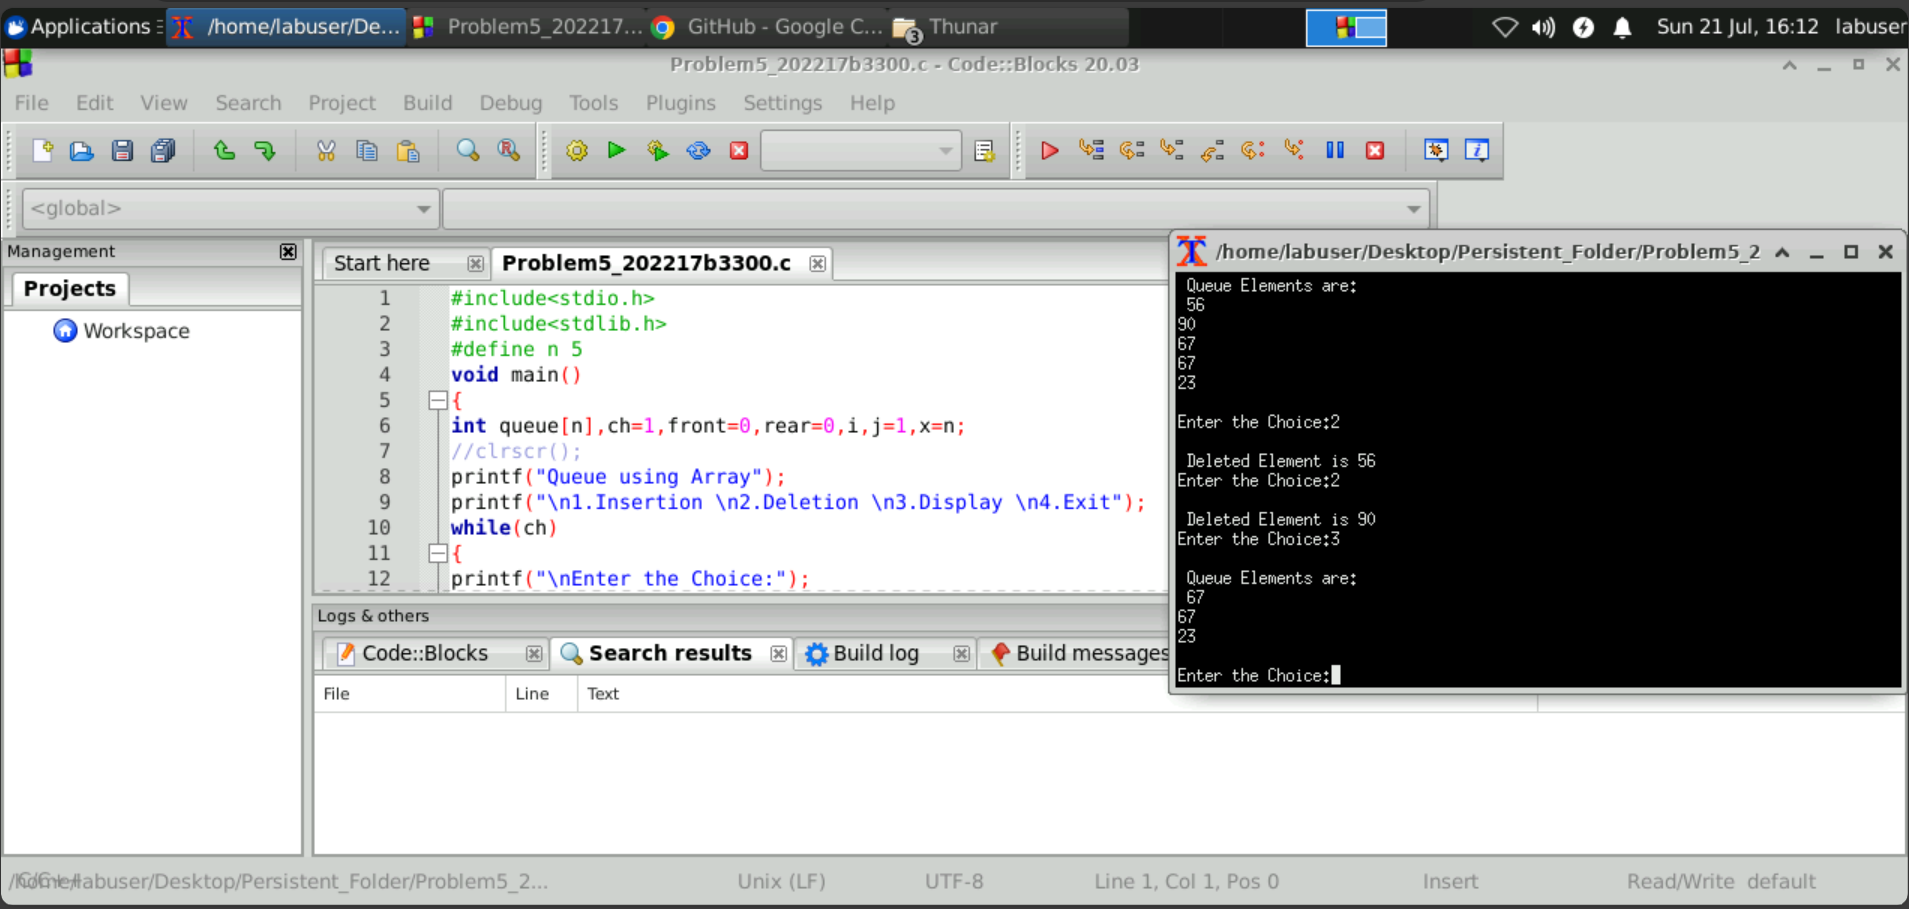 Applications /home/labuser/De... Problem5_202217... GitHub - Google C... 3 Thunar Sun 21 Jul, 16:12 labuser
Problem5_202217b3300.c - Code::Blocks 20.03
File Edit View Search Project Build Debug Tools Plugins Settings Help
<global>
Management
Projects
Workspace
Start here Problem5_202217b3300.c
1 #include<stdio.h>
2 #include<stdlib.h>
3 #define n 5
4 void main()
5 {
6 int queue[n],ch=1,front=0,rear=0,i,j=1,x=n;
7 //clrscr();
8 printf("Queue using Array");
9 printf("\n1.Insertion \n2.Deletion \n3.Display \n4.Exit");
10 while(ch)
11 {
12 printf("\nEnter the Choice:");
/home/labuser/Desktop/Persistent_Folder/Problem5_2
Queue Elements are:
56
90
67
67
23
Enter the Choice:2
Deleted Element is 56
Enter the Choice:2
Deleted Element is 90
Enter the Choice:3
Queue Elements are:
67
67
23
Enter the Choice:
Logs & others
Code::Blocks Search results Build log Build messages
File Line Text
/home/labuser/Desktop/Persistent_Folder/Problem5_2... Unix (LF) UTF-8 Line 1, Col 1, Pos 0 Insert Read/Write default